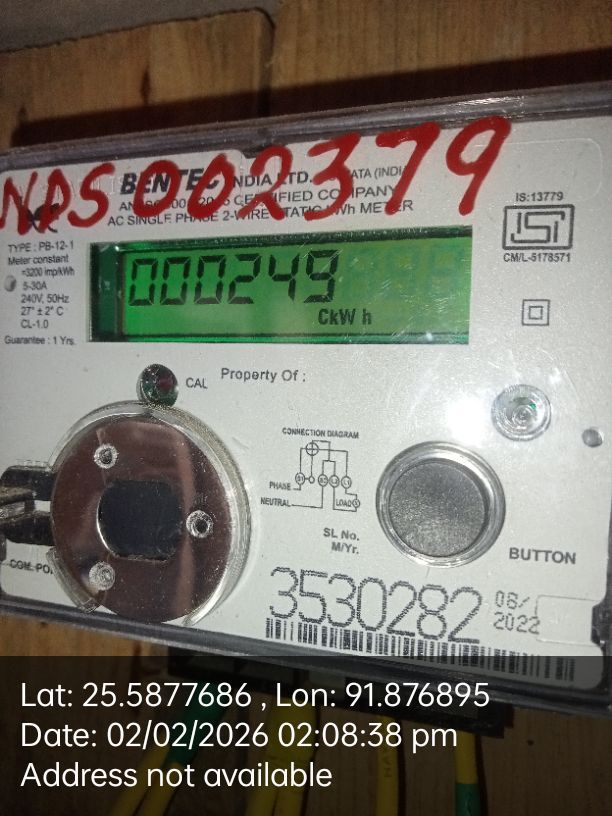 NPS 002379
BENTEC INDIA LTD.
CERTIFIED COMPANY
AC SINGLE PHASE 2-WIRE STATIC kWh METER
TYPE : PB-12-1
Meter constant
=3200 imp/kWh
5-30A
240V, 50Hz
27° ± 2° C
CL-1.0
Guarantee : 1 Yrs.
IS:13779
ISI
CM/L-5178571
000249
CkW h
CAL
Property Of :
CONNECTION DIAGRAM
PHASE
NEUTRAL
LOAD
SL No.
M/Yr.
BUTTON
3530282
08/
2022
Lat: 25.5877686 , Lon: 91.876895
Date: 02/02/2026 02:08:38 pm
Address not available